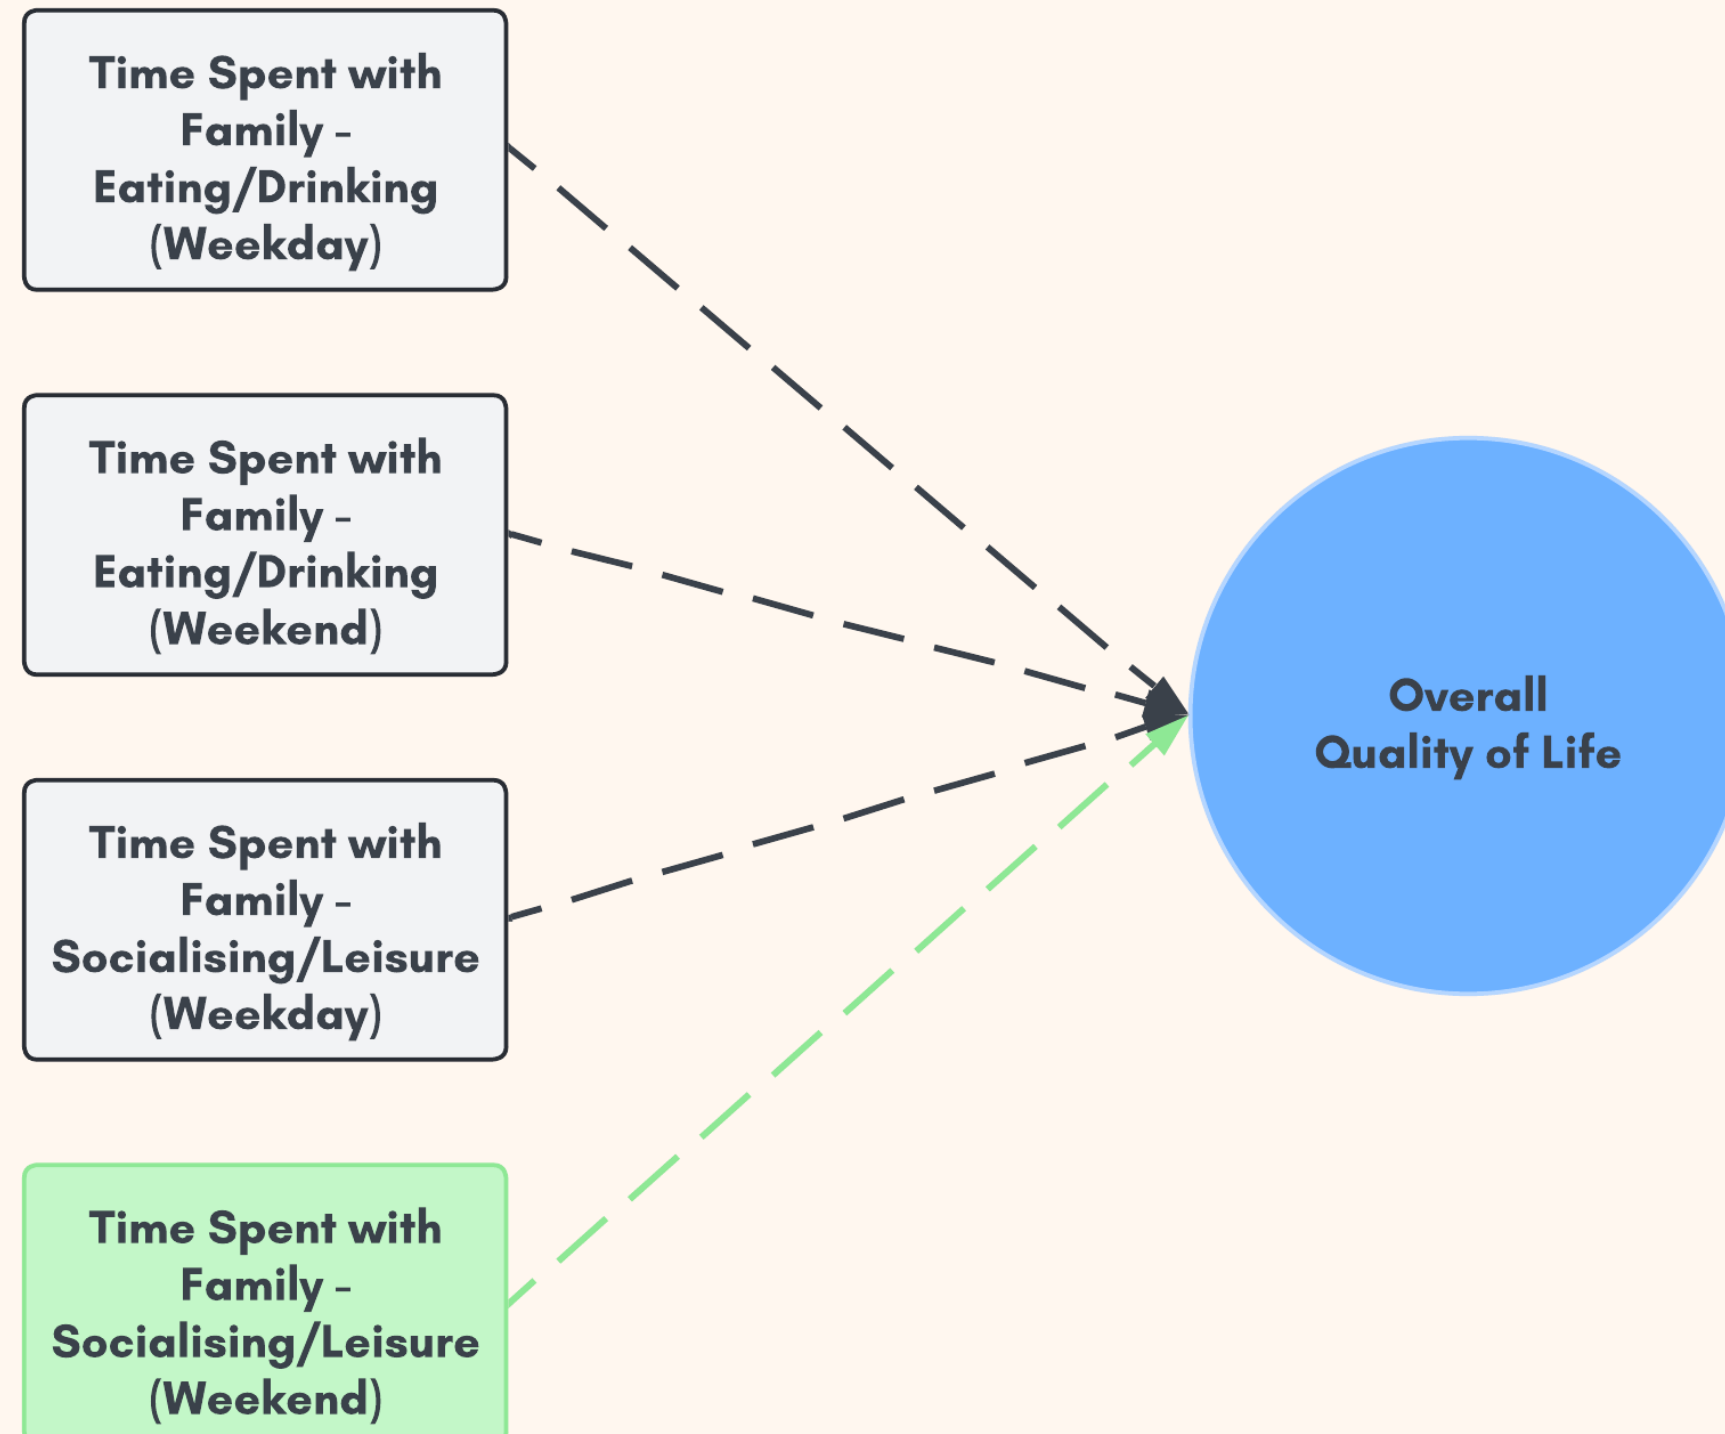 Time Spent with
Family -
Eating/Drinking
(Weekday)
Time Spent with
Family -
Eating/Drinking
(Weekend)
Time Spent with
Family -
Socialising/Leisure
(Weekday)
Time Spent with
Family -
Socialising/Leisure
(Weekend)
Overall
Quality of Life